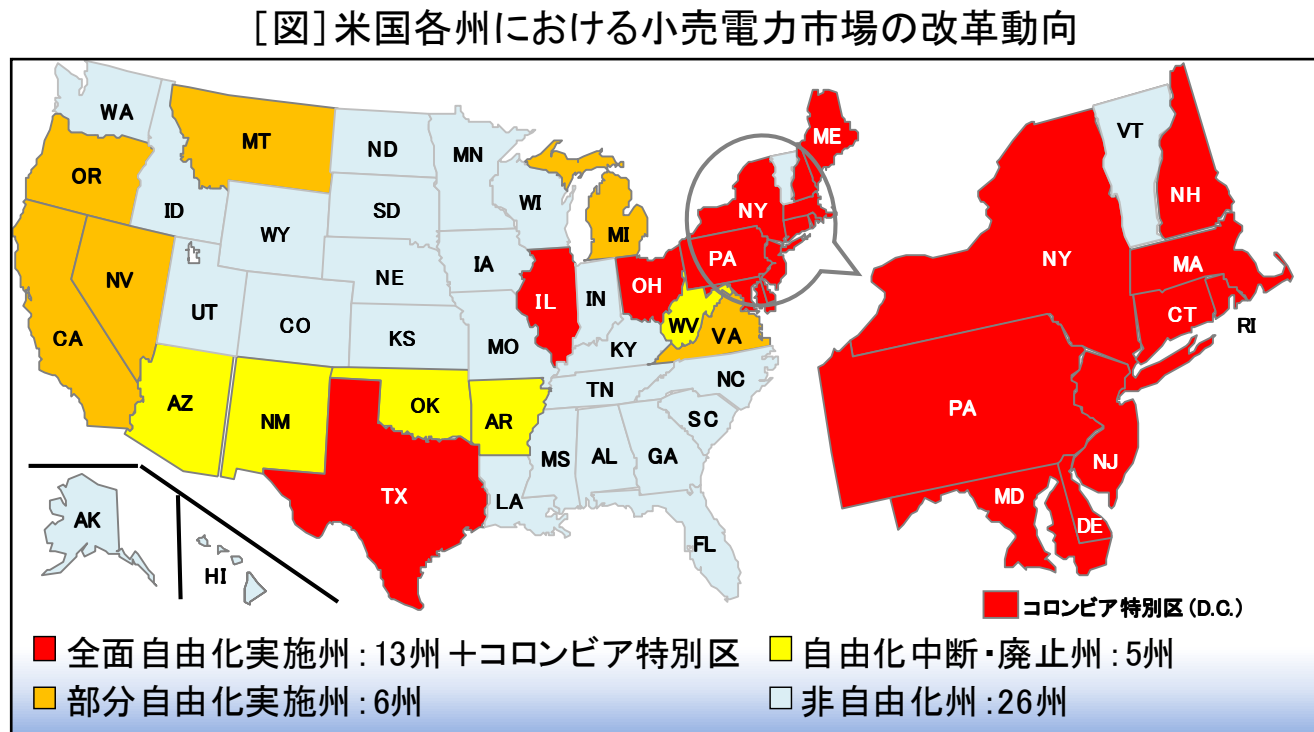 ［図］米国各州における小売電力市場の改革動向
WA
MT
ND
MN
OR
ID
WY
SD
WI
MI
NY
ME
VT
NH
NV
CA
UT
CO
NE
KS
IA
MO
IL
IN
OH
PA
WV
VA
KY
NY
MA
CT
RI
AZ
NM
OK
AR
TN
NC
SC
MS
AL
GA
PA
NJ
MD
DE
TX
LA
FL
AK
HI
コロンビア特別区（D.C.）
全面自由化実施州：13州＋コロンビア特別区
自由化中断・廃止州：5州
部分自由化実施州：6州
非自由化州：26州